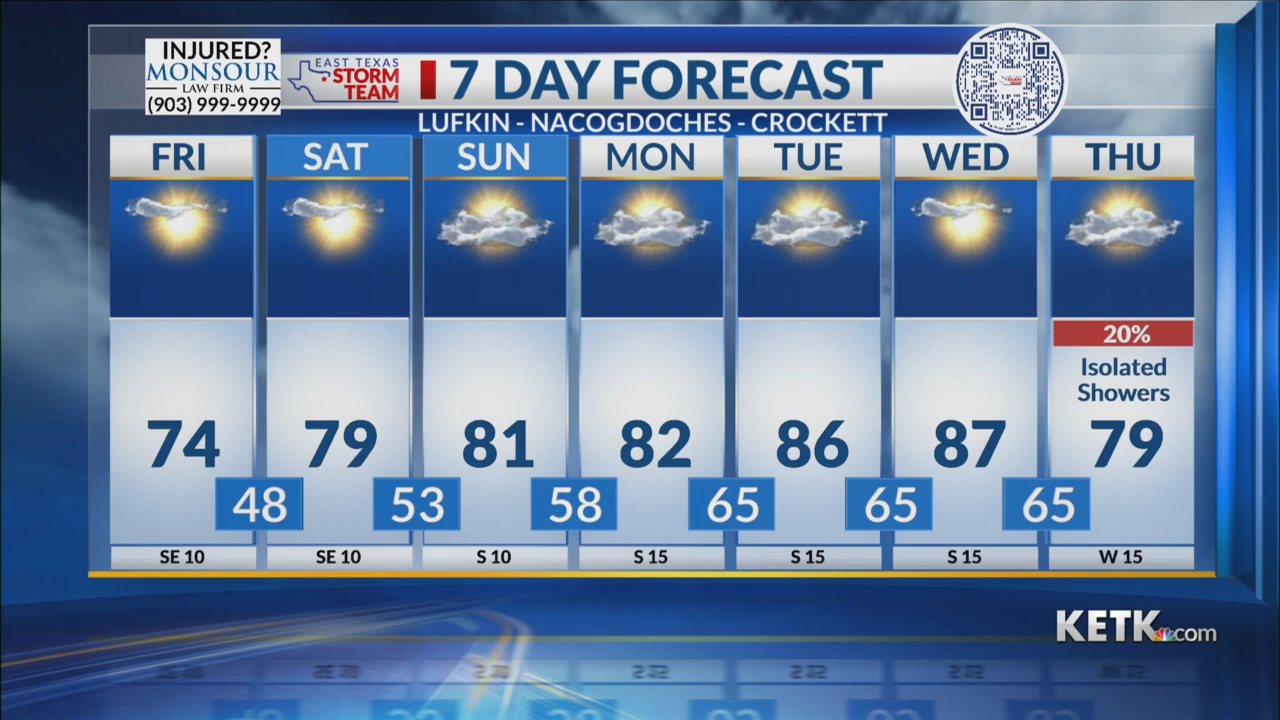 INJURED?
MONSOUR
LAW FIRM
(903) 999-9999
EAST TEXAS
STORM
TEAM
7 DAY FORECAST
LUFKIN - NACOGDOCHES - CROCKETT
FRI SAT SUN MON TUE WED THU
20%
Isolated
Showers
74 79 81 82 86 87 79
48 53 58 65 65 65
SE 10 SE 10 S 10 S 15 S 15 S 15 W 15
KETK.com